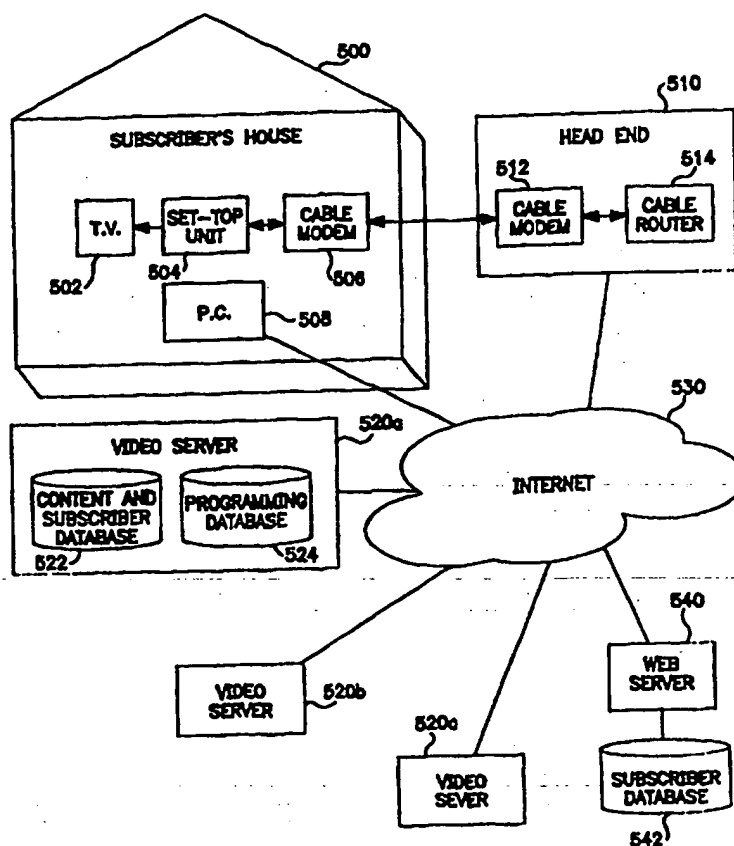 500
510
SUBSCRIBER'S HOUSE
HEAD END
512
514
T.V.
SET-TOP
UNIT
CABLE
MODEM
CABLE
MODEM
CABLE
ROUTER
502
504
506
P.C.
508
530
520a
VIDEO SERVER
INTERNET
CONTENT AND
SUBSCRIBER
DATABASE
PROGRAMMING
DATABASE
522
524
540
WEB
SERVER
VIDEO
SERVER
520b
520c
VIDEO
SEVER
SUBSCRIBER
DATABASE
542